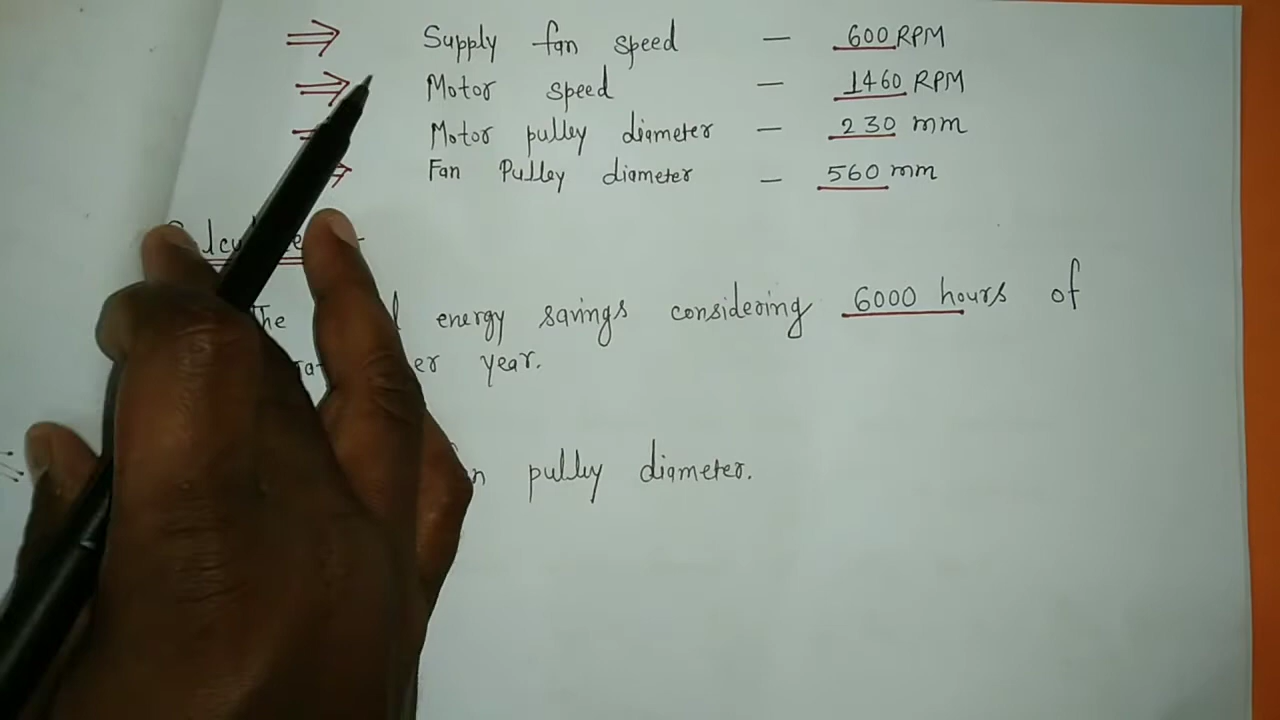 ⇒ Supply fan speed — 600 RPM
⇒ Motor speed — 1460 RPM
Motor pulley diameter — 230 mm
⇒ Fan Pulley diameter — 560 mm
The energy savings considering 6000 hours of
year.
pulley diameter.